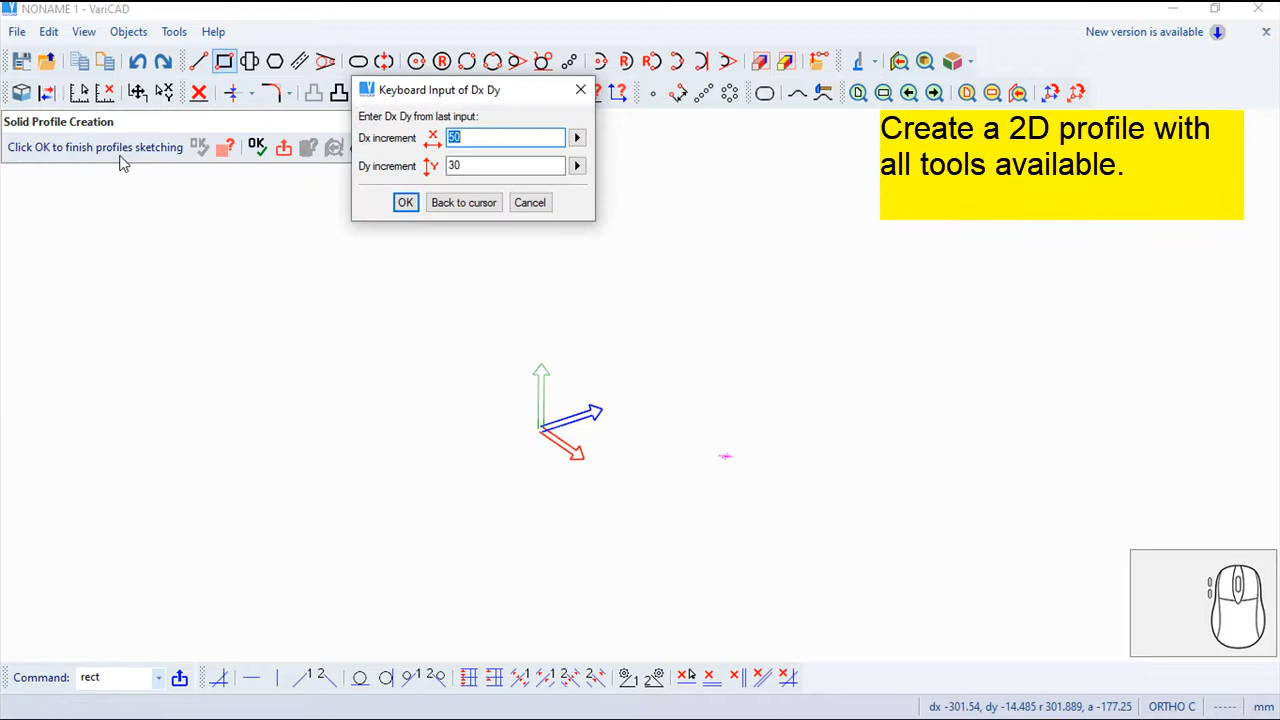 NONAME 1 - VariCAD
File Edit View Objects Tools Help
New version is available
Solid Profile Creation
Click OK to finish profiles sketching
OK
OK
Keyboard Input of Dx Dy
Enter Dx Dy from last input:
Dx increment X 50
Dy increment Y 30
OK Back to cursor Cancel
Create a 2D profile with
all tools available.
Command: rect
dx -301.54, dy -14.485 r 301.889, a -177.25 ORTHO C ----- mm